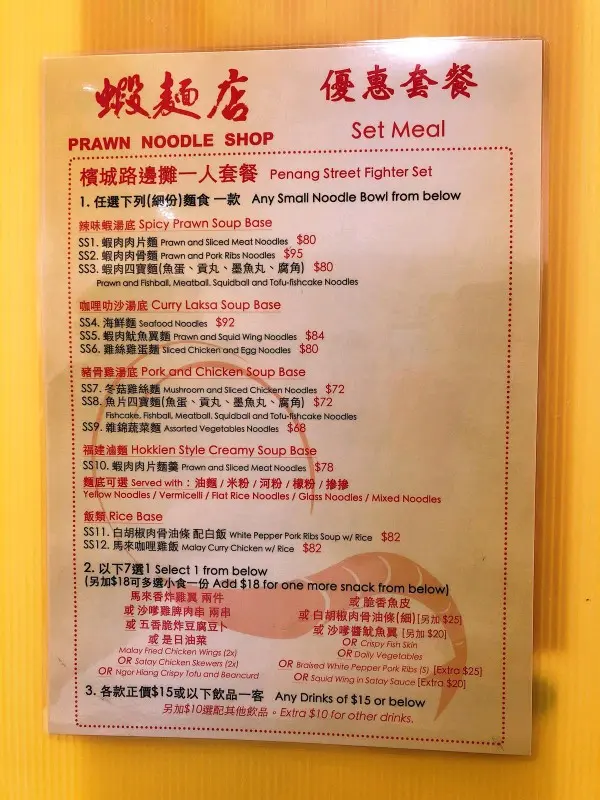 蝦麵店
PRAWN NOODLE SHOP
優惠套餐
Set Meal
檳城路邊攤一人套餐 Penang Street Fighter Set
1. 任選下列(細份)麵食 一款 Any Small Noodle Bowl from below
辣味蝦湯底 Spicy Prawn Soup Base
SS1. 蝦肉肉片麵 Prawn and Sliced Meat Noodles $80
SS2. 蝦肉肉骨麵 Prawn and Pork Ribs Noodles $95
SS3. 蝦肉四寶麵(魚蛋、貢丸、墨魚丸、腐角) $80
Prawn and Fishball, Meatball, Squidball and Tofu-fishcake Noodles
咖哩叻沙湯底 Curry Laksa Soup Base
SS4. 海鮮麵 Seafood Noodles $92
SS5. 蝦肉魷魚翼麵 Prawn and Squid Wing Noodles $84
SS6. 雞絲雞蛋麵 Sliced Chicken and Egg Noodles $80
豬骨雞湯底 Pork and Chicken Soup Base
SS7. 冬菇雞絲麵 Mushroom and Sliced Chicken Noodles $72
SS8. 魚片四寶麵(魚蛋、貢丸、墨魚丸、腐角) $72
Fishcake, Fishball, Meatball, Squidball and Tofu-fishcake Noodles
SS9. 雜錦蔬菜麵 Assorted Vegetables Noodles $68
福建滷麵 Hokkien Style Creamy Soup Base
SS10. 蝦肉肉片麵羹 Prawn and Sliced Meat Noodles $78
麵底可選 Served with : 油麵 / 米粉 / 河粉 / 檬粉 / 摻摻
Yellow Noodles / Vermicelli / Flat Rice Noodles / Glass Noodles / Mixed Noodles
飯類 Rice Base
SS11. 白胡椒肉骨油條 配白飯 White Pepper Pork Ribs Soup w/ Rice $82
SS12. 馬來咖哩雞飯 Malay Curry Chicken w/ Rice $82
2. 以下7選1 Select 1 from below
(另加$18可多選小食一份 Add $18 for one more snack from below)
馬來香炸雞翼 兩件
或 沙嗲雞脾肉串 兩串
或 五香脆炸豆腐豆卜
或 是日油菜
Malay Fried Chicken Wings (2x)
OR Satay Chicken Skewers (2x)
OR Ngor Hiang Crispy Tofu and Beancurd
或 脆香魚皮
或 白胡椒肉骨油條(細)[另加 $25]
或 沙嗲醬魷魚翼 [另加 $20]
OR Crispy Fish Skin
OR Daily Vegetables
OR Braised White Pepper Pork Ribs (S) [Extra $25]
OR Squid Wing in Satay Sauce [Extra $20]
3. 各款正價$15或以下飲品一客 Any Drinks of $15 or below
另加$10選配其他飲品。Extra $10 for other drinks.